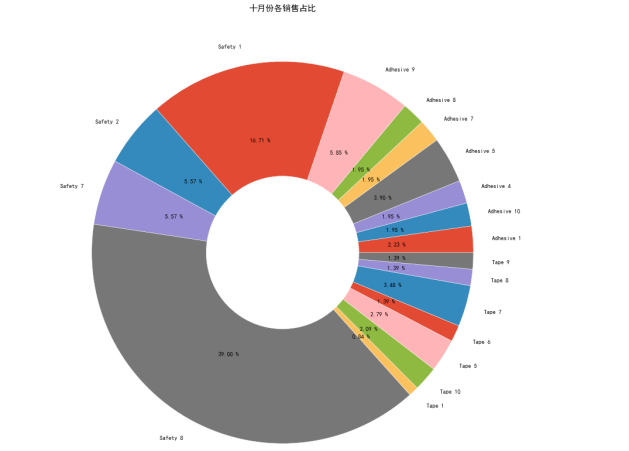 十月份各销售占比
Safety 1
Adhesive 9
Adhesive 8
Adhesive 7
Safety 2
Adhesive 5
Safety 7
Adhesive 4
Adhesive 10
Adhesive 1
Tape 9
Tape 8
Tape 7
Tape 6
Tape 5
Tape 10
Tape 1
Safety 8
16.71 %
5.85 %
1.95 %
1.95 %
5.57 %
3.90 %
5.57 %
1.95 %
1.95 %
2.23 %
1.39 %
1.39 %
3.48 %
1.39 %
2.79 %
2.09 %
0.84 %
39.00 %